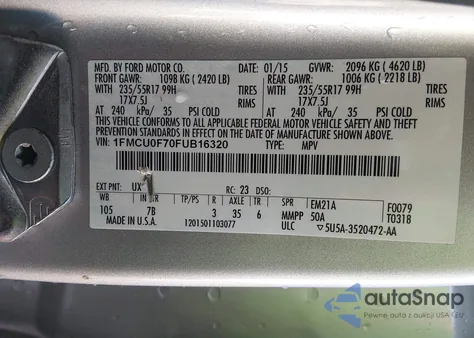 MFD. BY FORD MOTOR CO. 01/15 GVWR: 2096 KG (4620 LB)
FRONT GAWR: 1098 KG (2420 LB) REAR GAWR: 1006 KG (2218 LB)
WITH 235/55R17 99H TIRES WITH 235/55R17 99H TIRES
17X7.5J RIMS 17X7.5J RIMS
AT 240 kPa/ 35 PSI COLD AT 240 kPa/ 35 PSI COLD
THIS VEHICLE CONFORMS TO ALL APPLICABLE FEDERAL MOTOR VEHICLE
SAFETY AND THEFT PREVENTION STANDARDS IN EFFECT ON THE DATE OF MANUFACTURE SHOWN ABOVE.
VIN: 1FMCU0F70FUB16320 TYPE: MPV
EXT PNT: UX RC: 23 DSO:
WB BR TP/PS R AXLE TR SPR EM21A F0079
105 7B 3 35 6 MMPP 50A T0318
MADE IN U.S.A. 1201501103077 ULC 5U5A-3520472-AA
autoSnap
Pewne auto z USA